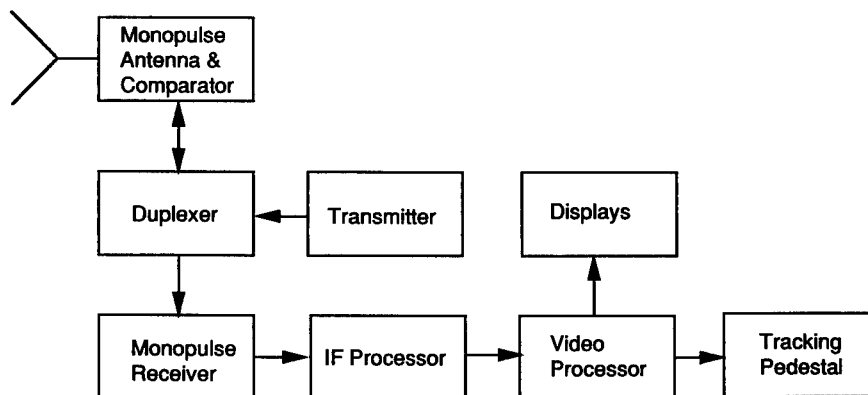 Monopulse
Antenna &
Comparator
Duplexer
Transmitter
Displays
Monopulse
Receiver
IF Processor
Video
Processor
Tracking
Pedestal